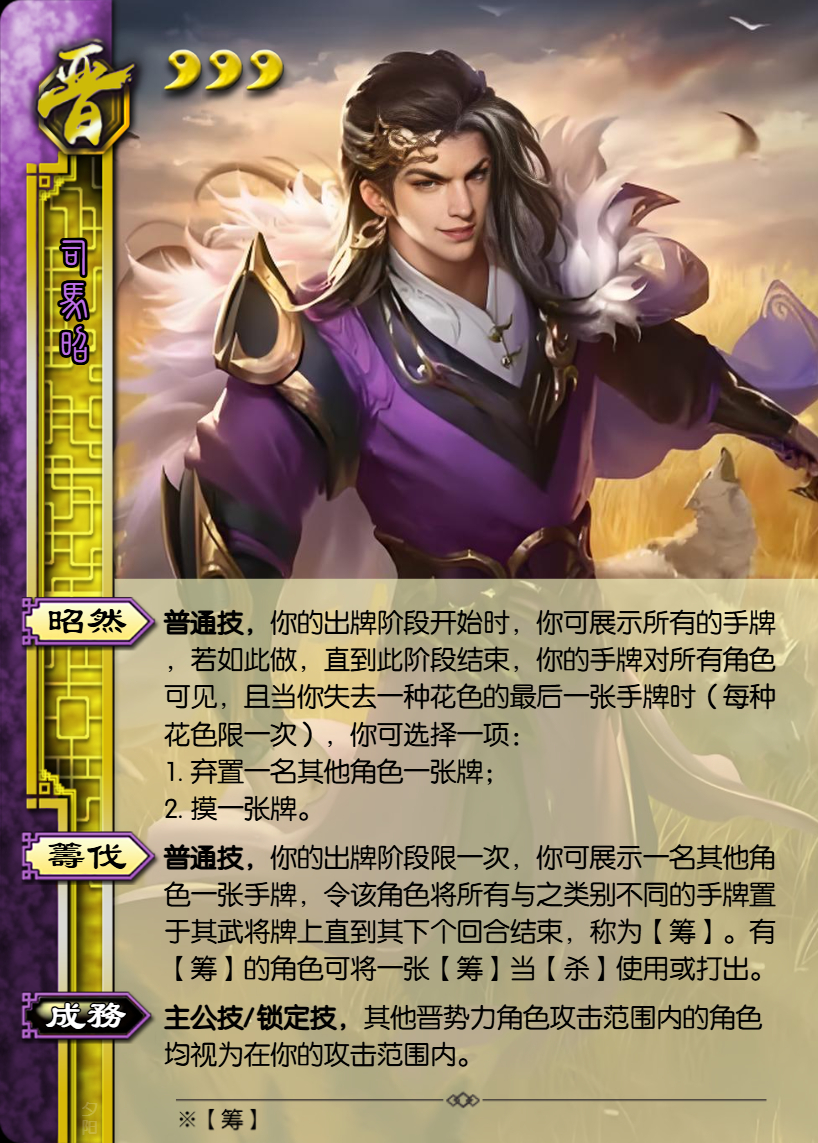 晋
司馬昭
昭然
普通技，你的出牌阶段开始时，你可展示所有的手牌
，若如此做，直到此阶段结束，你的手牌对所有角色
可见，且当你失去一种花色的最后一张手牌时（每种
花色限一次），你可选择一项：
1. 弃置一名其他角色一张牌；
2. 摸一张牌。
籌伐
普通技，你的出牌阶段限一次，你可展示一名其他角
色一张手牌，令该角色将所有与之类别不同的手牌置
于其武将牌上直到其下个回合结束，称为【筹】。有
【筹】的角色可将一张【筹】当【杀】使用或打出。
成務
主公技/锁定技，其他晋势力角色攻击范围内的角色
均视为在你的攻击范围内。
※【筹】
夕阳